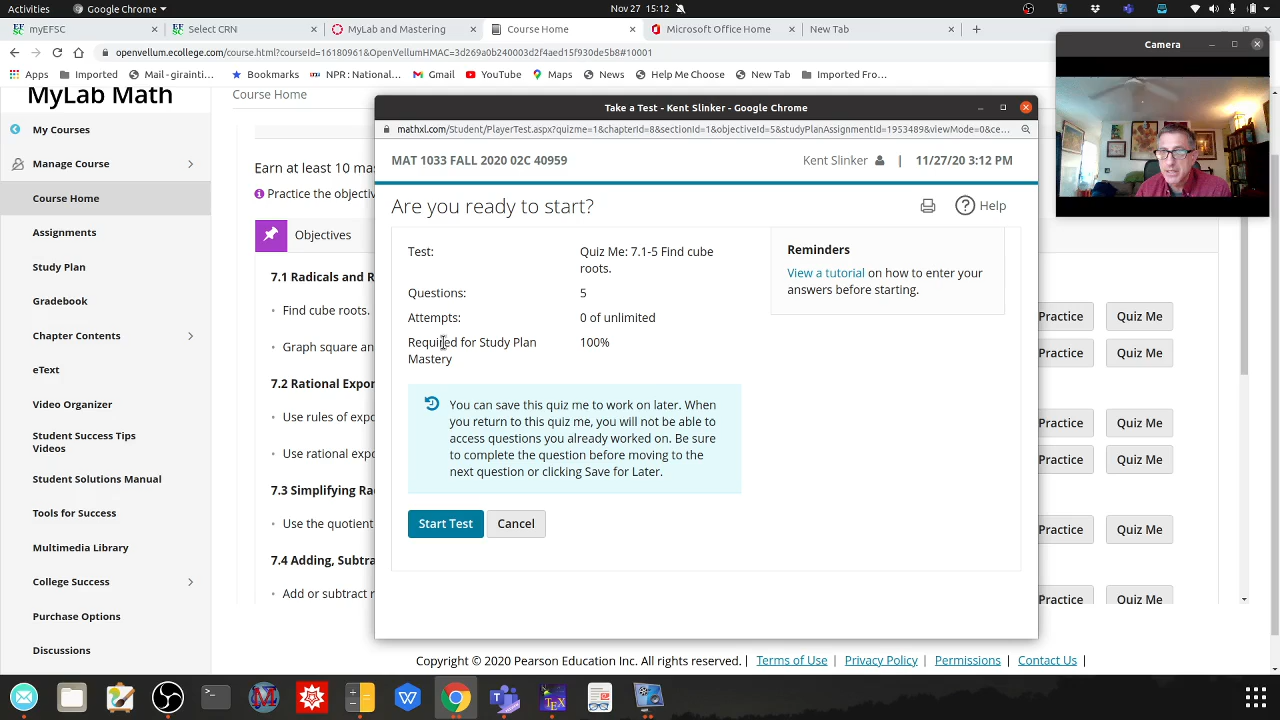 Activities
Google Chrome
Nov 27 15:12
myEFSC
Select CRN
MyLab and Mastering
Course Home
Microsoft Office Home
New Tab
openvellum.ecollege.com/course.html?courseId=16180961&OpenVellumHMAC=3d269a0b240003d2f4aed15f930de5b8#10001
Apps
Imported
Mail - girainti...
Bookmarks
NPR : National...
Gmail
YouTube
Maps
News
Help Me Choose
New Tab
Imported Fro...
Camera
MyLab Math
My Courses
Manage Course
Course Home
Assignments
Study Plan
Gradebook
Chapter Contents
eText
Video Organizer
Student Success Tips
Videos
Student Solutions Manual
Tools for Success
Multimedia Library
College Success
Purchase Options
Discussions
Course Home
Earn at least 10 mas
Practice the objectiv
Objectives
7.1 Radicals and R
Find cube roots.
Graph square an
7.2 Rational Expor
Use rules of expo
Use rational expo
7.3 Simplifying Ra
Use the quotient
7.4 Adding, Subtra
Add or subtract r
Take a Test - Kent Slinker - Google Chrome
mathxl.com/Student/PlayerTest.aspx?quizme=1&chapterId=8&sectionId=1&objectiveId=5&studyPlanAssignmentId=1953489&viewMode=0&ce...
MAT 1033 FALL 2020 02C 40959
Kent Slinker | 11/27/20 3:12 PM
Are you ready to start?
Help
Test: Quiz Me: 7.1-5 Find cube
roots.
Questions: 5
Attempts: 0 of unlimited
Required for Study Plan 100%
Mastery
You can save this quiz me to work on later. When
you return to this quiz me, you will not be able to
access questions you already worked on. Be sure
to complete the question before moving to the
next question or clicking Save for Later.
Start Test
Cancel
Reminders
View a tutorial on how to enter your
answers before starting.
Practice Quiz Me
Practice Quiz Me
Practice Quiz Me
Practice Quiz Me
Practice Quiz Me
Practice Quiz Me
Copyright © 2020 Pearson Education Inc. All rights reserved. | Terms of Use | Privacy Policy | Permissions | Contact Us |